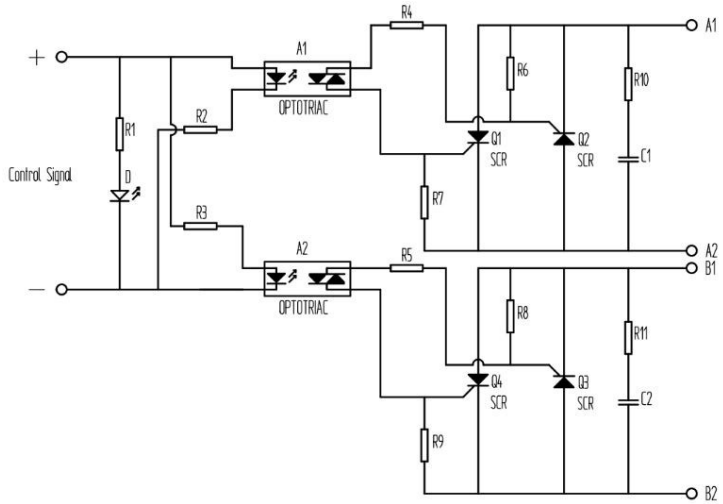 +
Control Signal
−
R1
D
R2
R3
A1
OPTOTRIAC
R4
R6
Q1
SCR
Q2
SCR
R7
R10
C1
A1
A2
A2
OPTOTRIAC
R5
R8
Q4
SCR
Q3
SCR
R9
R11
C2
B1
B2